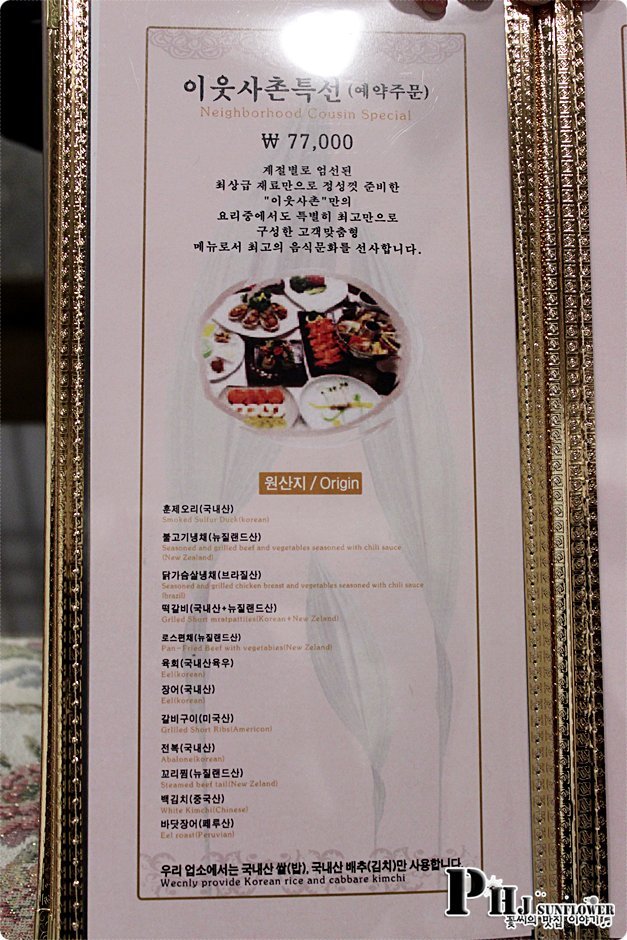 이웃사촌특선 (예약주문)
Neighborhood Cousin Special
₩ 77,000
계절별로 엄선된
최상급 재료만으로 정성껏 준비한
"이웃사촌"만의
요리중에서도 특별히 최고만으로
구성한 고객맞춤형
메뉴로서 최고의 음식문화를 선사합니다.
원산지 / Origin
훈제오리(국내산)
Smoked Sulfur Duck(korean)
불고기냉채(뉴질랜드산)
Seasoned and grilled beef and vegetables seasoned with chili sauce
(New Zealand)
닭가슴살냉채(브라질산)
Seasoned and grilled chicken breast and vegetables seasoned with chili sauce
(brazil)
떡갈비(국내산+뉴질랜드산)
Grlled Short mratpattiies(Korean+New Zeland)
로스편채(뉴질랜드산)
Pan-Fried Beef with vegetabies(New Zeland)
육회(국내산육우)
Eel(korean)
장어(국내산)
Eel(korean)
갈비구이(미국산)
Grllled Short Ribs(Americon)
전복(국내산)
Abalone(korean)
꼬리찜(뉴질랜드산)
Steamed beef tail(New Zeland)
백김치(중국산)
White Kimchi(Chinese)
바닷장어(페루산)
Eel roast(Peruvian)
우리 업소에서는 국내산 쌀(밥), 국내산 배추(김치)만 사용합니다.
Wecnly provide Korean rice and cabbare kimchi
PHJ SUNFLOWER
꽃씨의 맛집 이야기